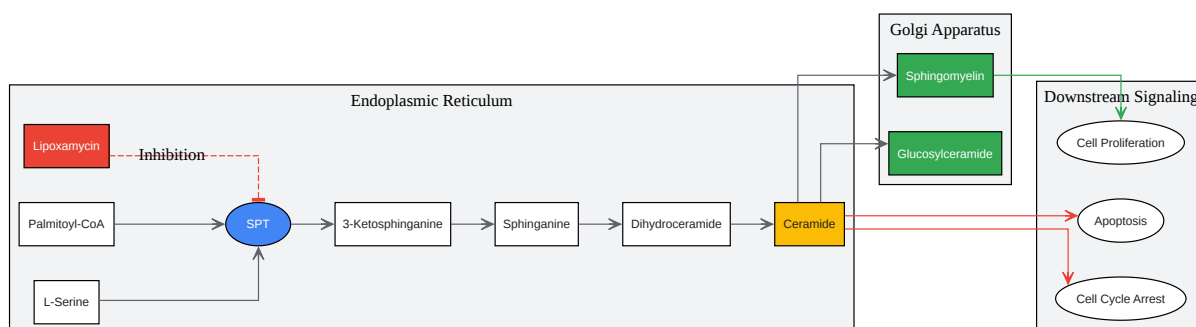 Golgi Apparatus
Sphingomyelin
Endoplasmic Reticulum
Downstream Signaling
Lipoxamycin
Inhibition
Glucosylceramide
Cell Proliferation
Palmitoyl-CoA
SPT
3-Ketosphinganine
Sphinganine
Dihydroceramide
Ceramide
Apoptosis
L-Serine
Cell Cycle Arrest